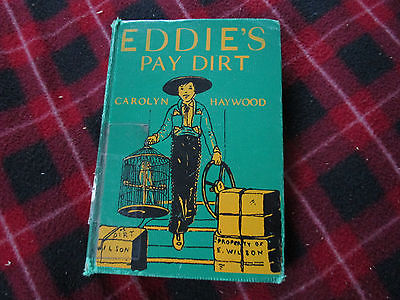 EDDIE'S
PAY DIRT
CAROLYN HAYWOOD
DIRT
WILSON
PROPERTY OF
E. WILSON